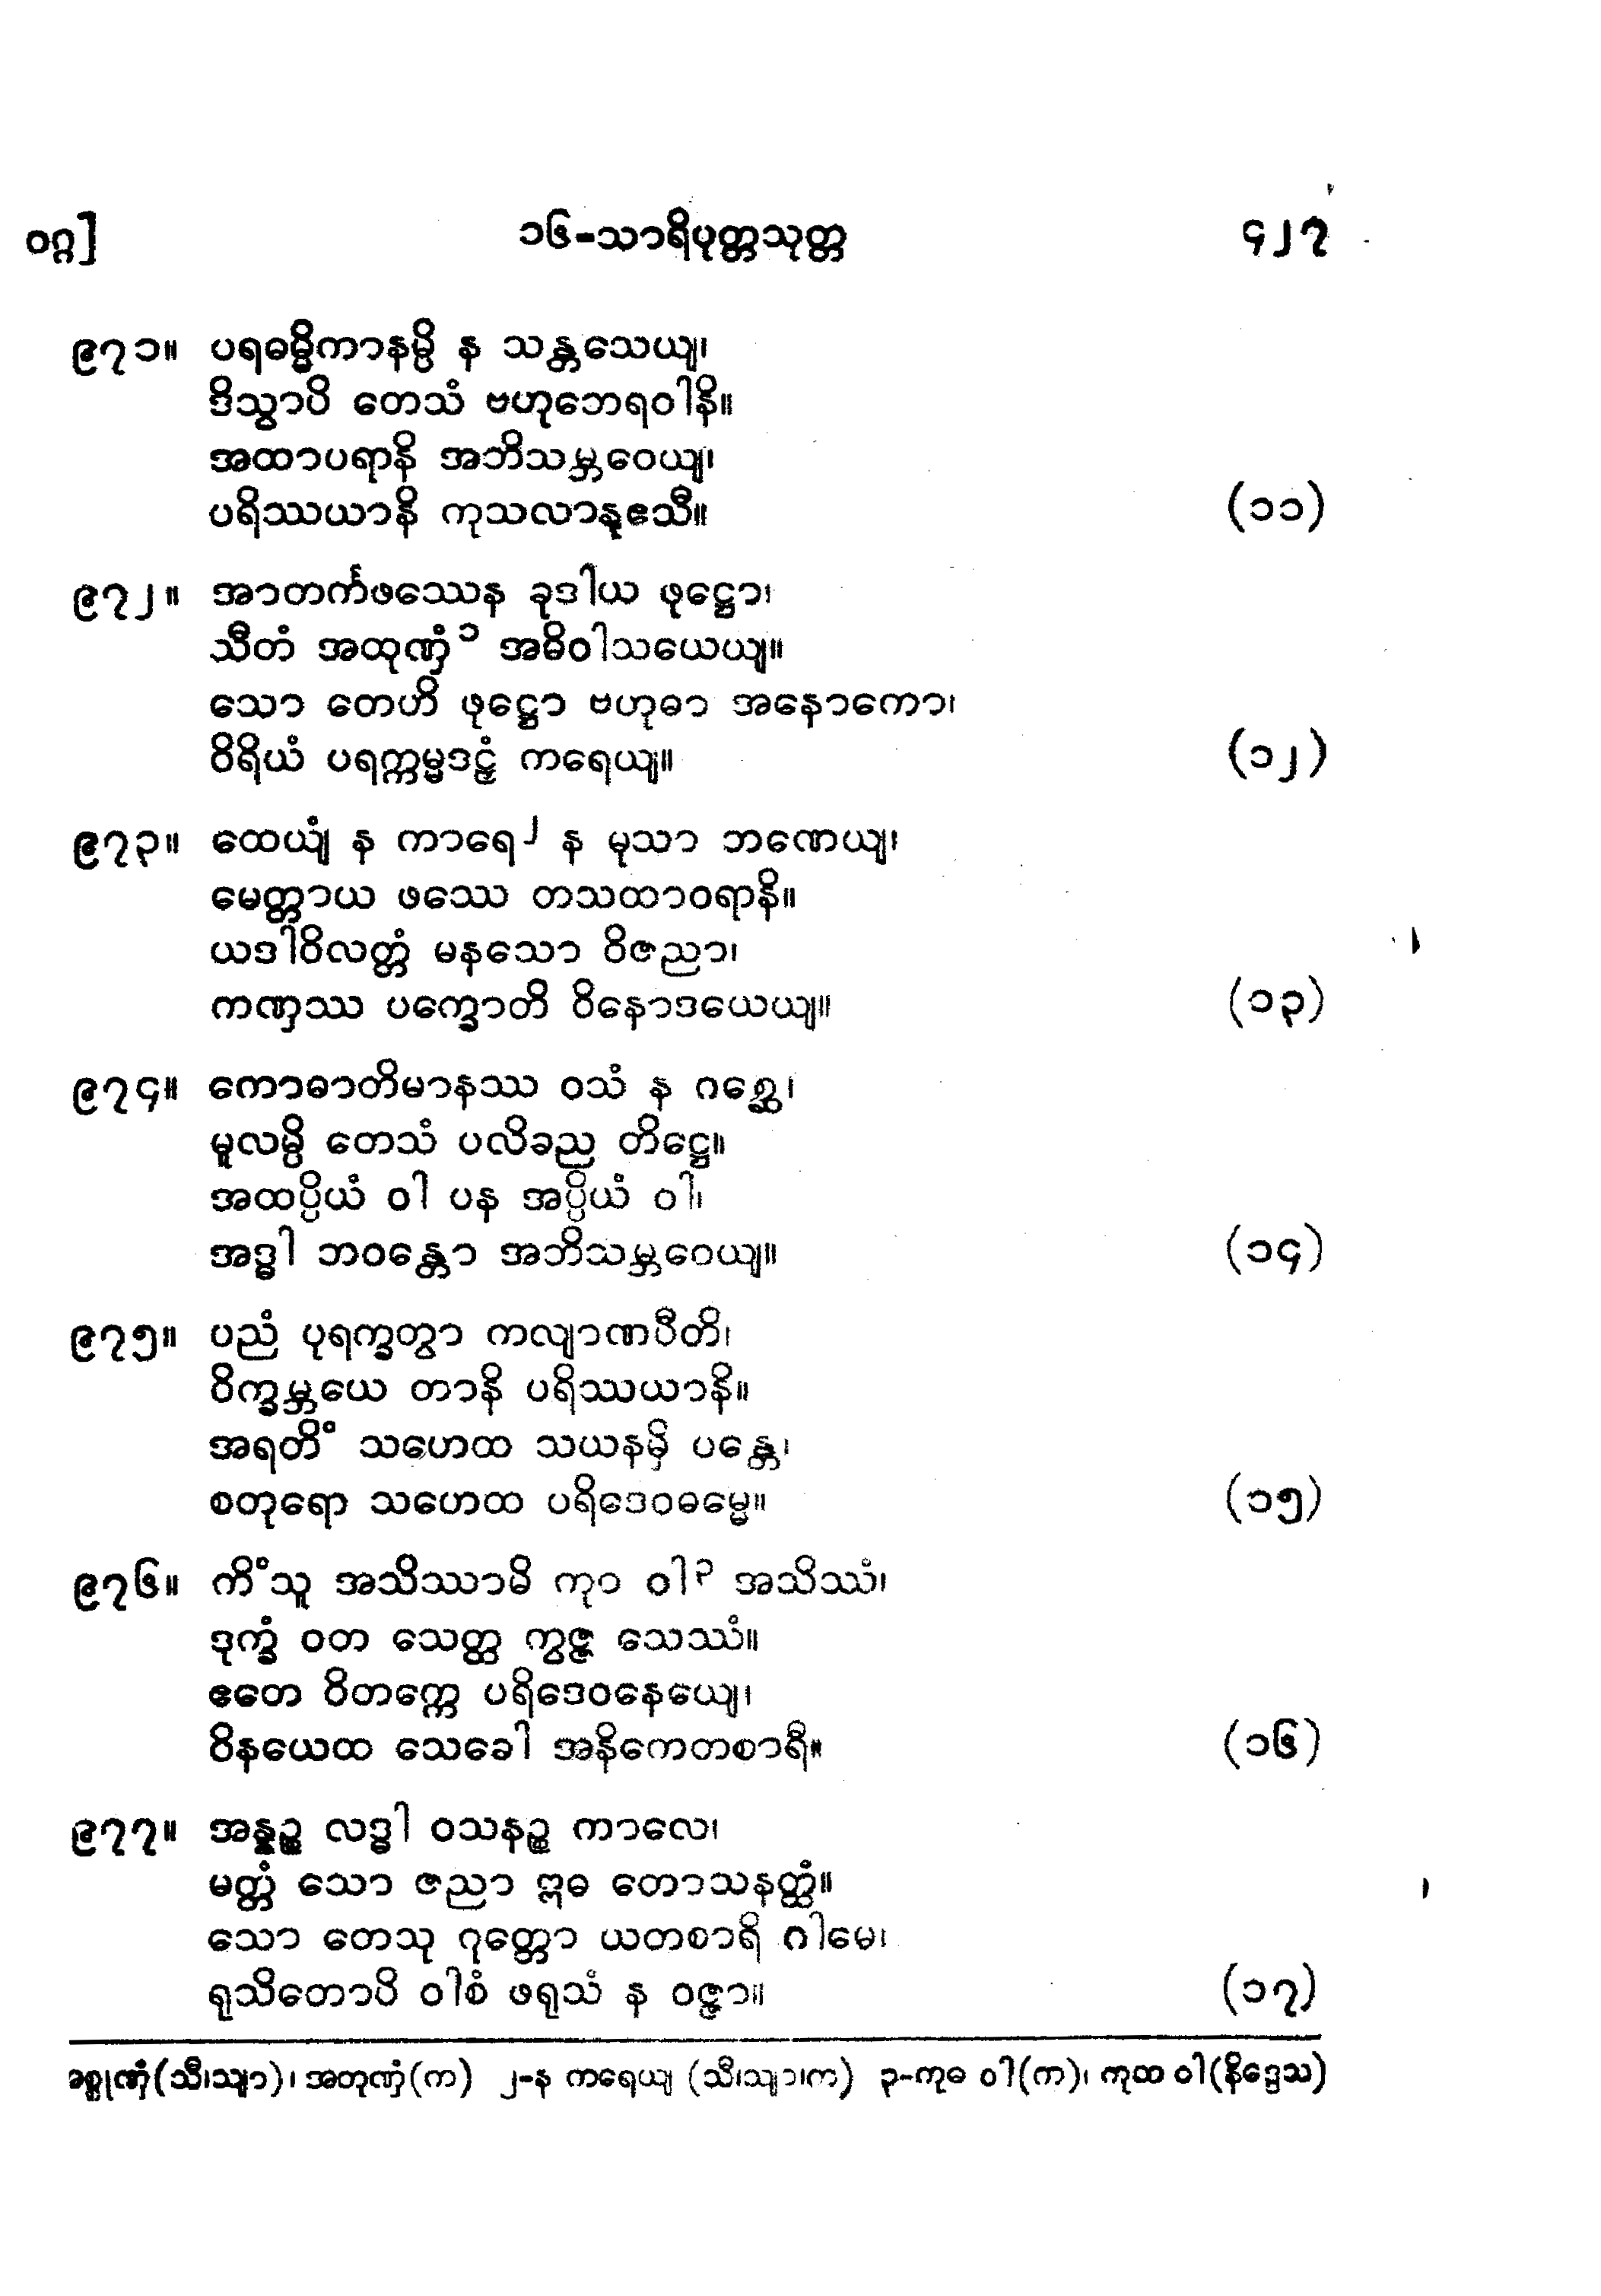 ဝဂ္ဂ]
၁၆-သာရိပုတ္တသုတ္တ
၄၂၇
၉၇၁။ ပရဓမ္မိကာနမ္ပိ န သန္တသေယျ၊
ဒိသွာပိ တေသံ ဗဟုဘေရဝါနိ။
အထာပရာနိ အဘိသမ္ဘဝေယျ၊
ပရိဿယာနိ ကုသလာနုဧသီ။ (၁၁)
၉၇၂။ အာတင်္ကဖဿေန ခုဒါယ ဖုဋ္ဌော၊
သီတံ အထုဏှံ¹ အဓိဝါသယေယျ။
သော တေဟိ ဖုဋ္ဌော ဗဟုဓာ အနောကော၊
ဝိရိယံ ပရက္ကမ္မဒဠှံ ကရေယျ။ (၁၂)
၉၇၃။ ထေယျံ န ကာရေ² န မုသာ ဘဏေယျ၊
မေတ္တာယ ဖဿေ တသထာဝရာနိ။
ယဒါဝိလတ္တံ မနသော ဝိဇညာ၊
ကဏှဿ ပက္ခောတိ ဝိနောဒယေယျ။ (၁၃)
၉၇၄။ ကောဓာတိမာနဿ ဝသံ န ဂစ္ဆေ၊
မူလမ္ပိ တေသံ ပလိခည တိဋ္ဌေ။
အထပ္ပိယံ ဝါ ပန အပ္ပိယံ ဝါ၊
အဒ္ဓါ ဘဝန္တော အဘိသမ္ဘဝေယျ။ (၁၄)
၉၇၅။ ပညံ ပုရက္ခတွာ ကလျာဏပီတိ၊
ဝိက္ခမ္ဘယေ တာနိ ပရိဿယာနိ။
အရတိံ သဟေထ သယနမှိ ပန္တေ၊
စတုရော သဟေထ ပရိဒေဝဓမ္မေ။ (၁၅)
၉၇၆။ ကိံသူ အသိဿာမိ ကုဝ ဝါ³ အသိဿံ၊
ဒုက္ခံ ဝတ သေတ္ထ ကွဇ္ဇ သေဿံ။
ဧတေ ဝိတက္ကေ ပရိဒေဝနေယျေ၊
ဝိနယေထ သေခေါ အနိကေတစာရီ။ (၁၆)
၉၇၇။ အန္နဉ္စ လဒ္ဓါ ဝသနဉ္စ ကာလေ၊
မတ္တံ သော ဇညာ ဣဓ တောသနတ္ထံ။
သော တေသု ဂုတ္တော ယတစာရိ ဂါမေ၊
ရုသိတောပိ ဝါစံ ဖရုသံ န ဝဇ္ဇာ။ (၁၇)
အစ္စုဏှံ(သီ၊သျာ)၊ အတုဏှံ(က) ၂-န ကရေယျ (သီ၊သျာ၊က) ၃-ကုဓ ဝါ(က)၊ ကုထ ဝါ(နိဒ္ဒေသ)